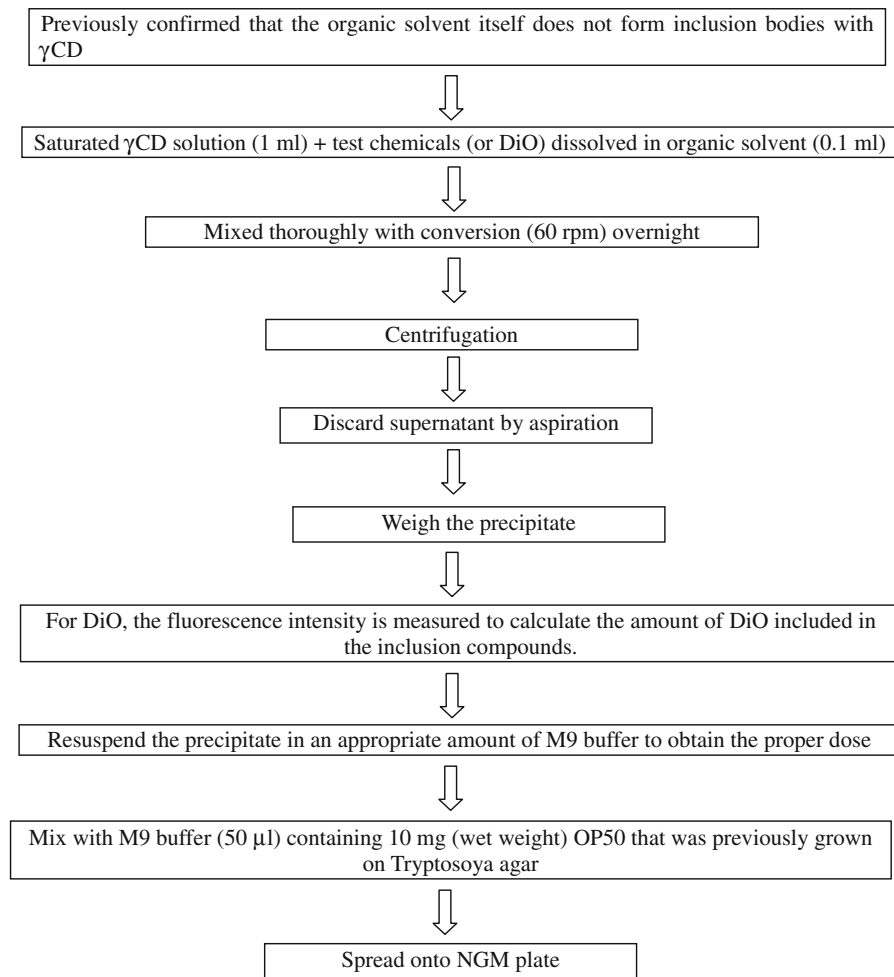 Previously confirmed that the organic solvent itself does not form inclusion bodies with
γCD
Saturated γCD solution (1 ml) + test chemicals (or DiO) dissolved in organic solvent (0.1 ml)
Mixed thoroughly with conversion (60 rpm) overnight
Centrifugation
Discard supernatant by aspiration
Weigh the precipitate
For DiO, the fluorescence intensity is measured to calculate the amount of DiO included in
the inclusion compounds.
Resuspend the precipitate in an appropriate amount of M9 buffer to obtain the proper dose
Mix with M9 buffer (50 μl) containing 10 mg (wet weight) OP50 that was previously grown
on Tryptosoya agar
Spread onto NGM plate